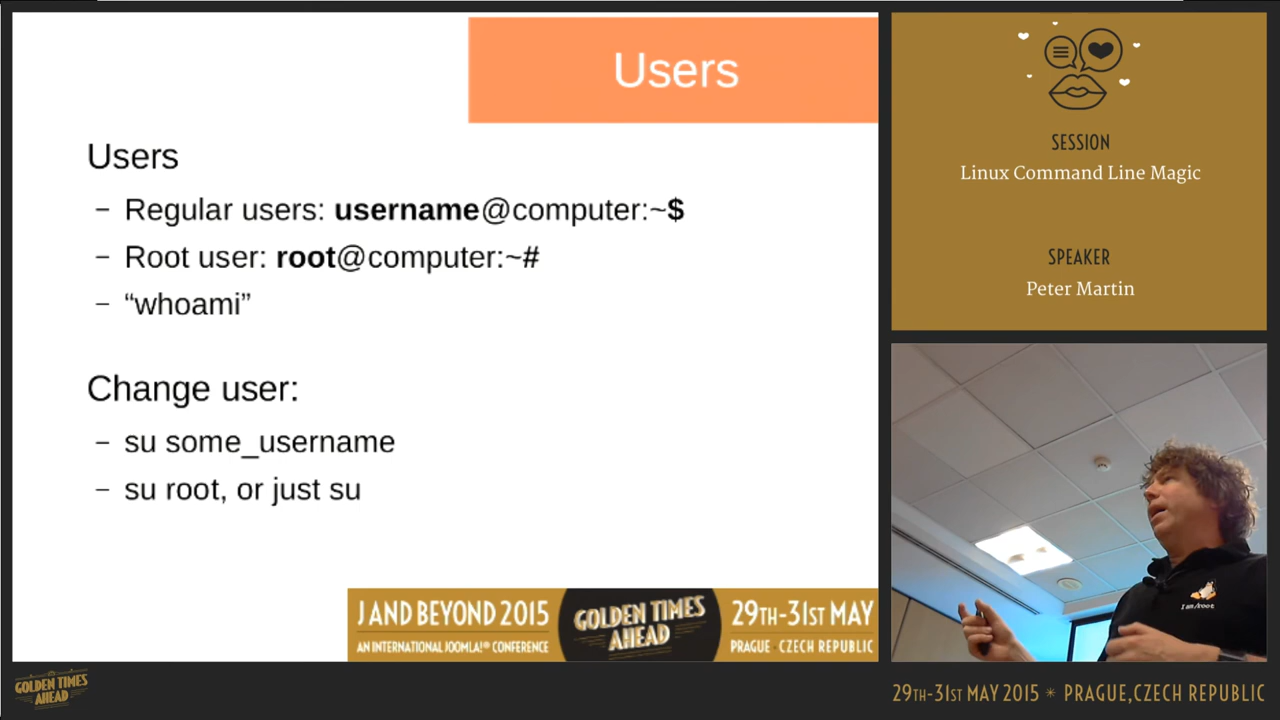 Users
Users
– Regular users: username@computer:~$
– Root user: root@computer:~#
– “whoami”
Change user:
– su some_username
– su root, or just su
J AND BEYOND 2015
AN INTERNATIONAL JOOMLA!® CONFERENCE
GOLDEN TIMES
AHEAD
29TH-31ST MAY
PRAGUE - CZECH REPUBLIC
SESSION
Linux Command Line Magic
SPEAKER
Peter Martin
I am /root
GOLDEN TIMES
AHEAD
29TH-31ST MAY 2015 * PRAGUE, CZECH REPUBLIC